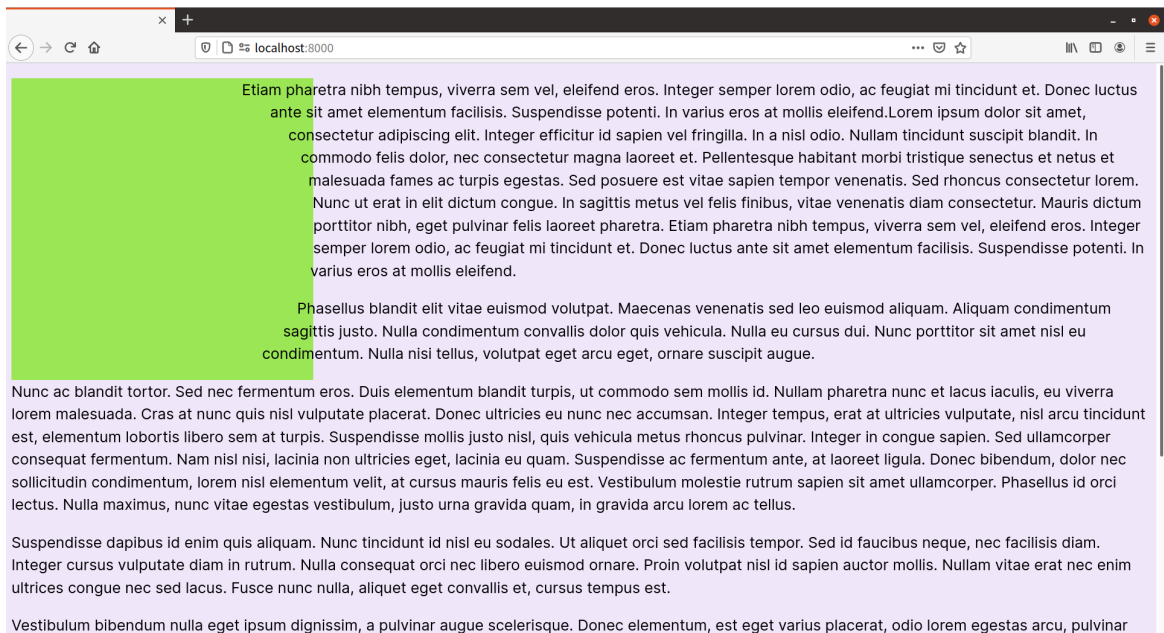 localhost:8000
Etiam pharetra nibh tempus, viverra sem vel, eleifend eros. Integer semper lorem odio, ac feugiat mi tincidunt et. Donec luctus
ante sit amet elementum facilisis. Suspendisse potenti. In varius eros at mollis eleifend.Lorem ipsum dolor sit amet,
consectetur adipiscing elit. Integer efficitur id sapien vel fringilla. In a nisl odio. Nullam tincidunt suscipit blandit. In
commodo felis dolor, nec consectetur magna laoreet et. Pellentesque habitant morbi tristique senectus et netus et
malesuada fames ac turpis egestas. Sed posuere est vitae sapien tempor venenatis. Sed rhoncus consectetur lorem.
Nunc ut erat in elit dictum congue. In sagittis metus vel felis finibus, vitae venenatis diam consectetur. Mauris dictum
porttitor nibh, eget pulvinar felis laoreet pharetra. Etiam pharetra nibh tempus, viverra sem vel, eleifend eros. Integer
semper lorem odio, ac feugiat mi tincidunt et. Donec luctus ante sit amet elementum facilisis. Suspendisse potenti. In
varius eros at mollis eleifend.
Phasellus blandit elit vitae euismod volutpat. Maecenas venenatis sed leo euismod aliquam. Aliquam condimentum
sagittis justo. Nulla condimentum convallis dolor quis vehicula. Nulla eu cursus dui. Nunc porttitor sit amet nisl eu
condimentum. Nulla nisi tellus, volutpat eget arcu eget, ornare suscipit augue.
Nunc ac blandit tortor. Sed nec fermentum eros. Duis elementum blandit turpis, ut commodo sem mollis id. Nullam pharetra nunc et lacus iaculis, eu viverra
lorem malesuada. Cras at nunc quis nisl vulputate placerat. Donec ultricies eu nunc nec accumsan. Integer tempus, erat at ultricies vulputate, nisl arcu tincidunt
est, elementum lobortis libero sem at turpis. Suspendisse mollis justo nisl, quis vehicula metus rhoncus pulvinar. Integer in congue sapien. Sed ullamcorper
consequat fermentum. Nam nisl nisi, lacinia non ultricies eget, lacinia eu quam. Suspendisse ac fermentum ante, at laoreet ligula. Donec bibendum, dolor nec
sollicitudin condimentum, lorem nisl elementum velit, at cursus mauris felis eu est. Vestibulum molestie rutrum sapien sit amet ullamcorper. Phasellus id orci
lectus. Nulla maximus, nunc vitae egestas vestibulum, justo urna gravida quam, in gravida arcu lorem ac tellus.
Suspendisse dapibus id enim quis aliquam. Nunc tincidunt id nisl eu sodales. Ut aliquet orci sed facilisis tempor. Sed id faucibus neque, nec facilisis diam.
Integer cursus vulputate diam in rutrum. Nulla consequat orci nec libero euismod ornare. Proin volutpat nisl id sapien auctor mollis. Nullam vitae erat nec enim
ultrices congue nec sed lacus. Fusce nunc nulla, aliquet eget convallis et, cursus tempus est.
Vestibulum bibendum nulla eget ipsum dignissim, a pulvinar augue scelerisque. Donec elementum, est eget varius placerat, odio lorem egestas arcu, pulvinar